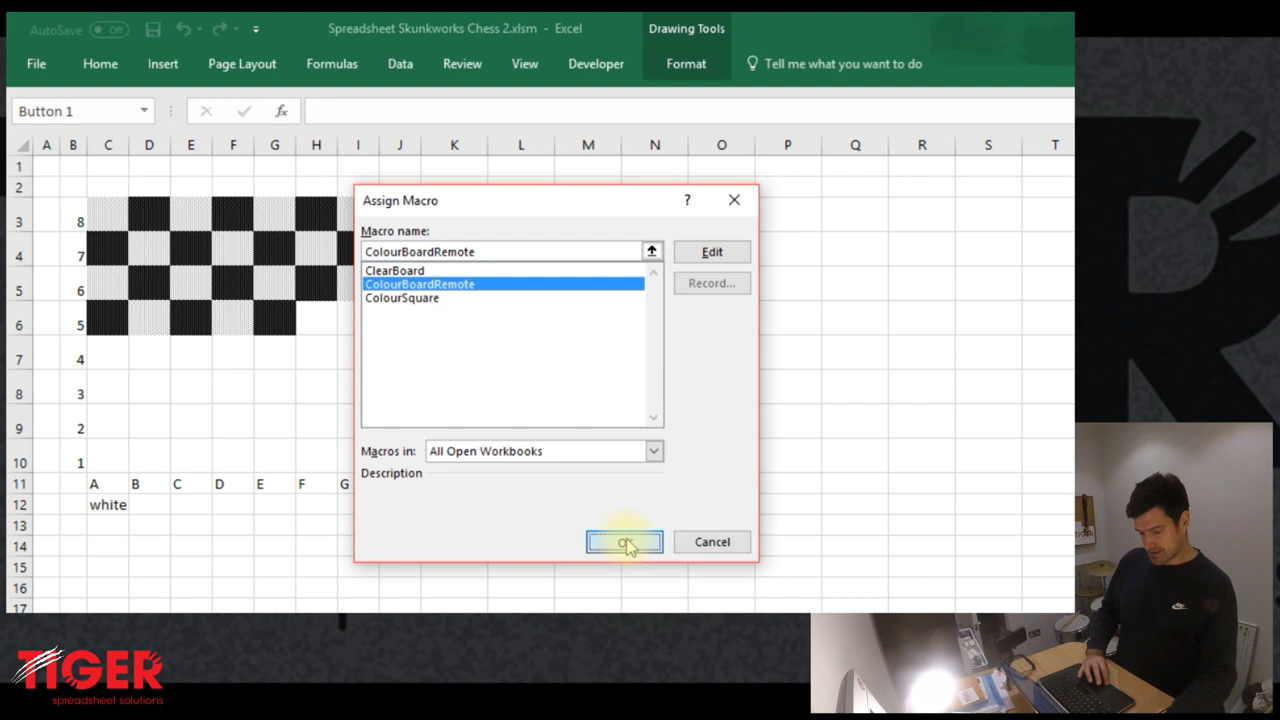 AutoSave Off Spreadsheet Skunkworks Chess 2.xlsm - Excel Drawing Tools
File Home Insert Page Layout Formulas Data Review View Developer Format Tell me what you want to do
Button 1 fx
A B C D E F G H I J K L M N O P Q R S T
1
2
3 8
4 7
5 6
6 5
7 4
8 3
9 2
10 1
11 A B C D E F G
12 white
13
14
15
16
17
Assign Macro ?
Macro name:
ColourBoardRemote Edit
ClearBoard
ColourBoardRemote Record...
ColourSquare
Macros in: All Open Workbooks
Description
OK Cancel
TIGER
spreadsheet solutions